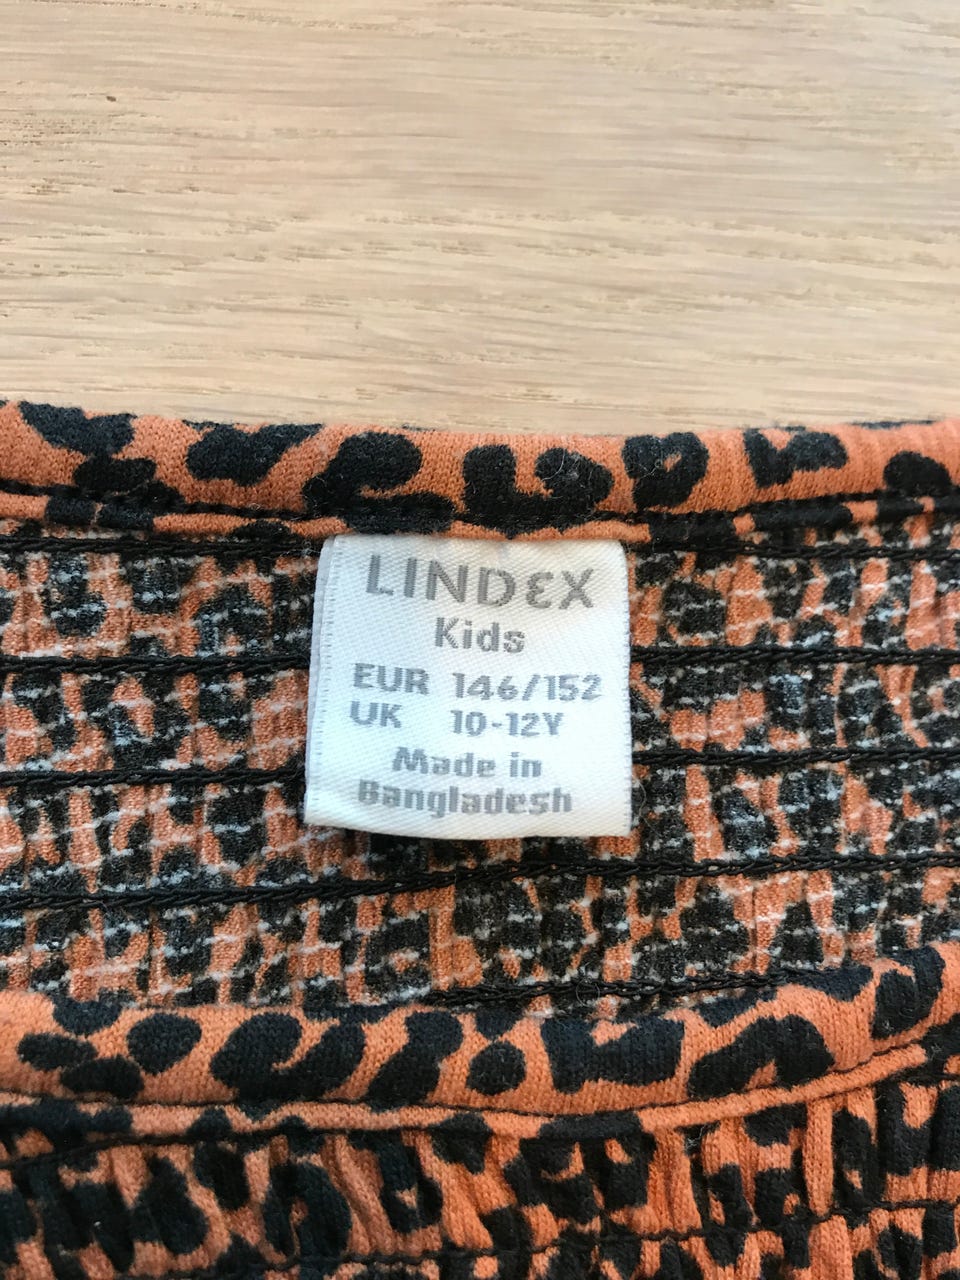 LINDEX
Kids
EUR 146/152
UK 10-12Y
Made in
Bangladesh